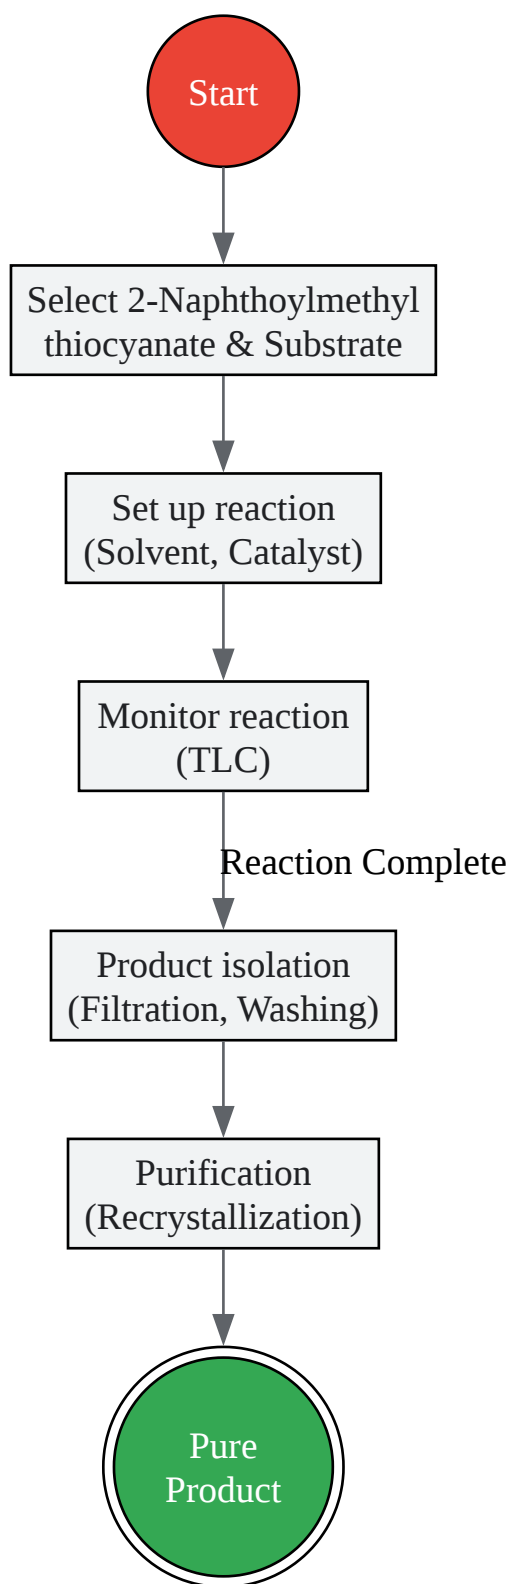 Start
Select 2-Naphthoylmethyl
thiocyanate & Substrate
Set up reaction
(Solvent, Catalyst)
Monitor reaction
(TLC)
Reaction Complete
Product isolation
(Filtration, Washing)
Purification
(Recrystallization)
Pure
Product